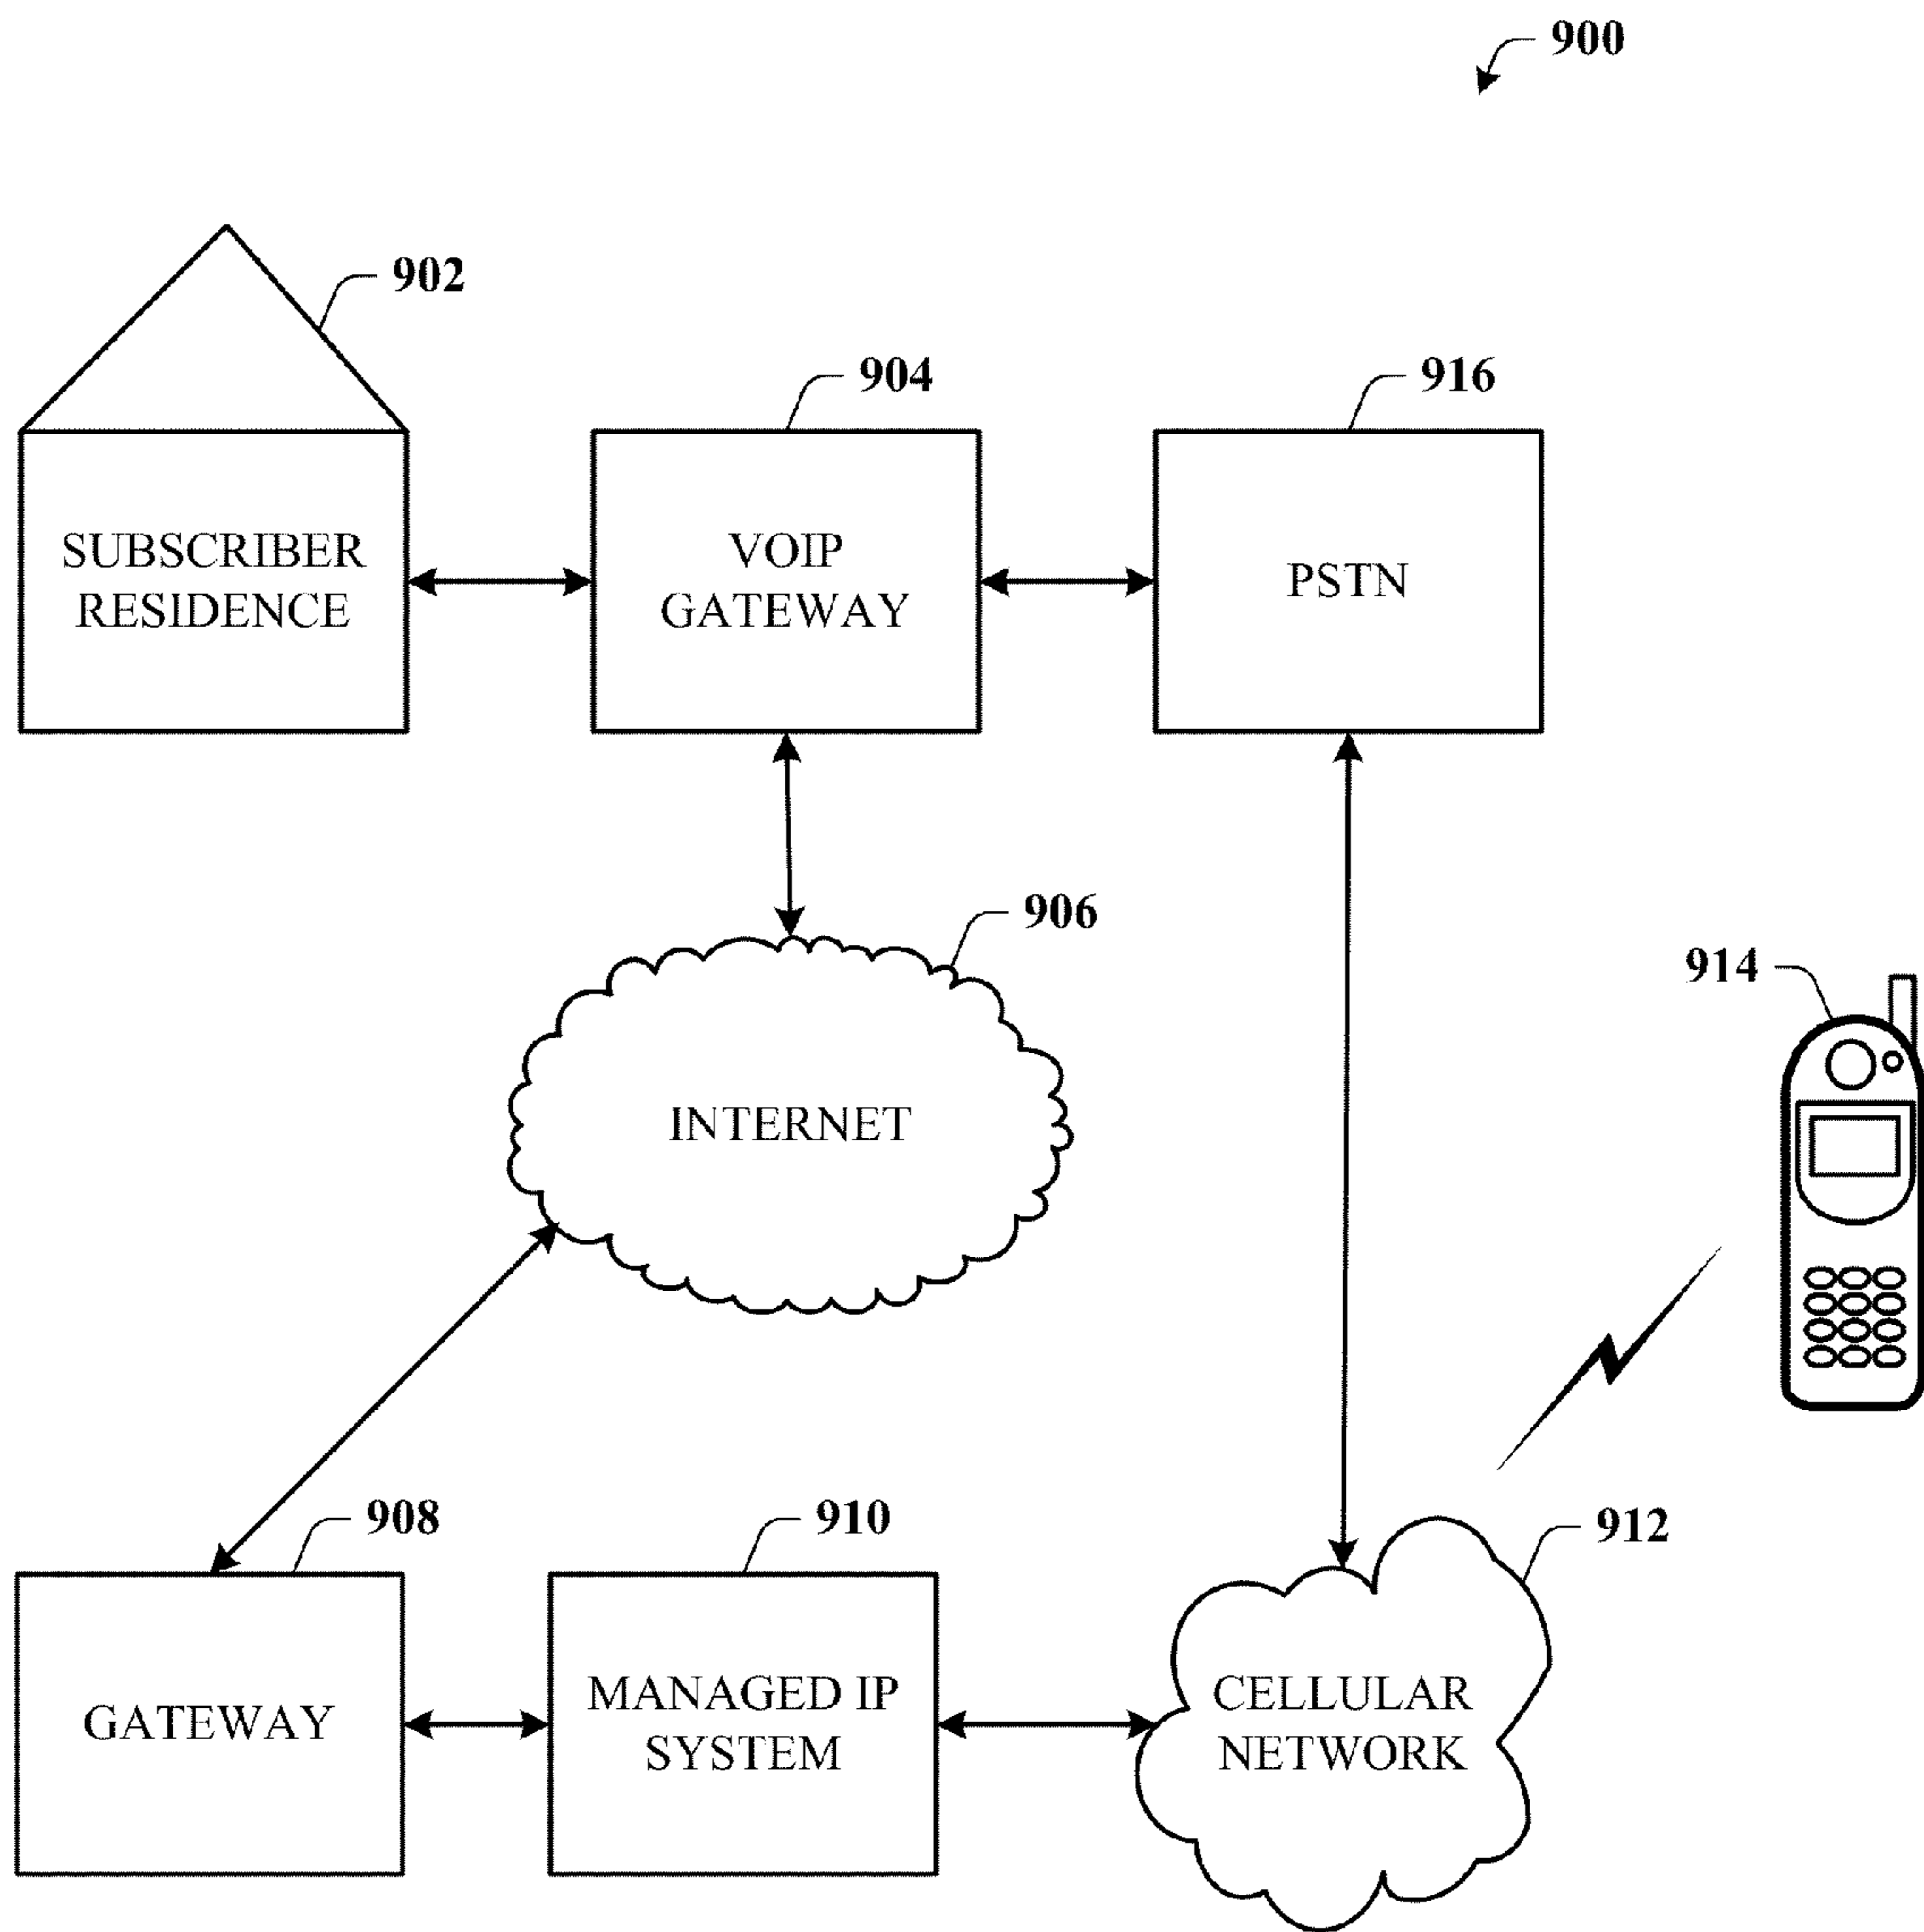 900
902
904
916
SUBSCRIBER
RESIDENCE
VOIP
GATEWAY
PSTN
906
914
INTERNET
908
910
912
GATEWAY
MANAGED IP
SYSTEM
CELLULAR
NETWORK